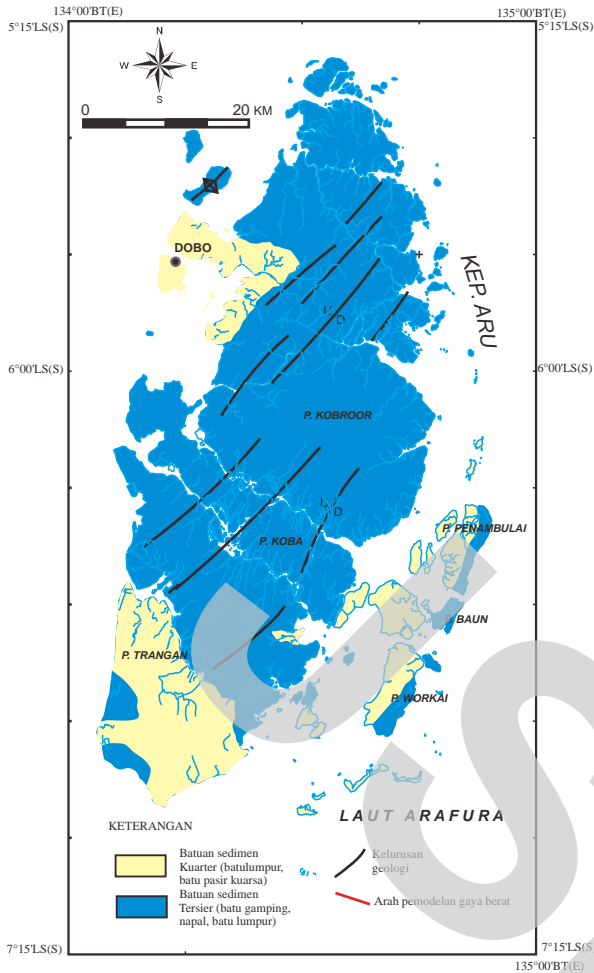 134°00'BT(E)
135°00'BT(E)
5°15'LS(S)
5°15'LS(S)
N
W
E
S
0
20 KM
DOBO
KEP. ARU
U
D
6°00'LS(S)
6°00'LS(S)
P. KOBROOR
U
D
P. PENAMBULAI
P. KOBA
BAUN
P. TRANGAN
P. WORKAI
LAUT ARAFURA
KETERANGAN
Batuan sedimen
Kuarter (batulumpur,
batu pasir kuarsa)
Batuan sedimen
Tersier (batu gamping,
napal, batu lumpur)
Kelurusan
geologi
Arah pemodelan gaya berat
7°15'LS(S)
7°15'LS(S)
135°00'BT(E)